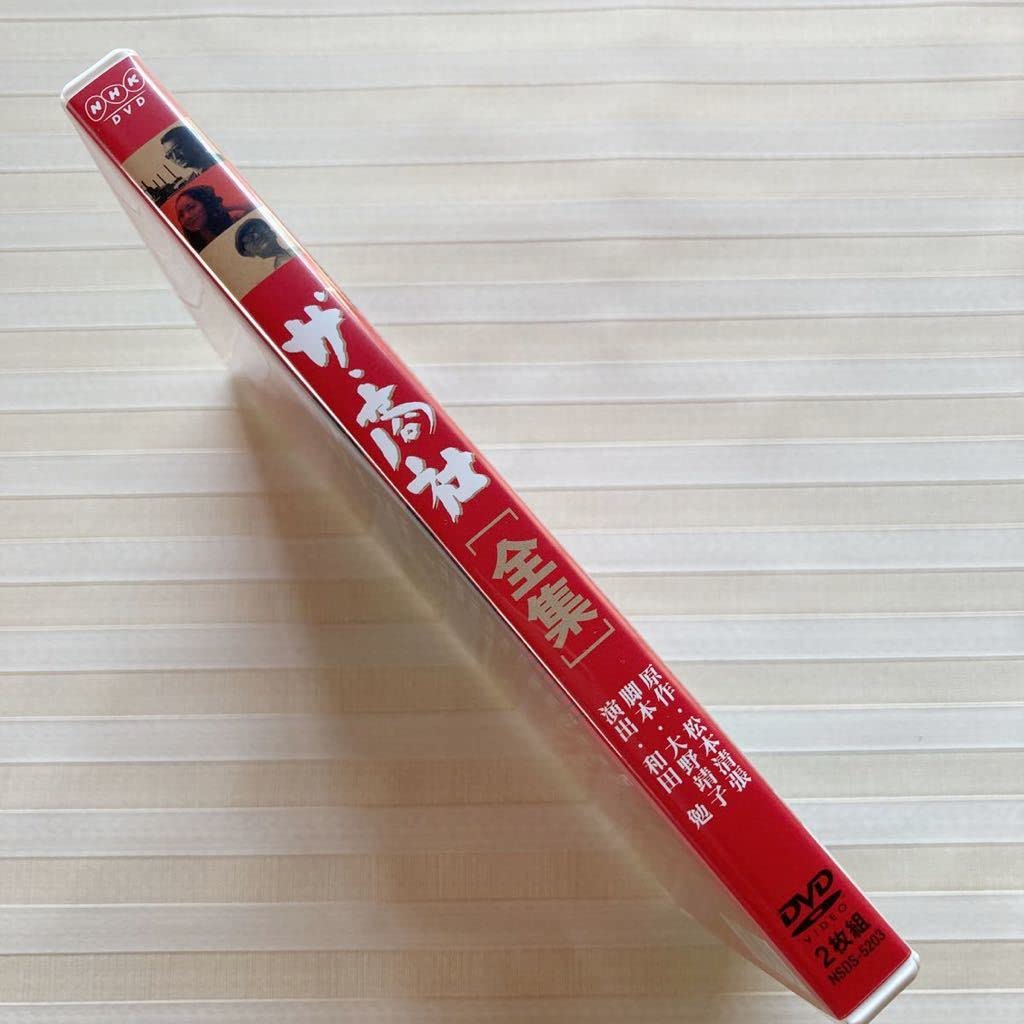 NHK
DVD
ザ・商社
[全集]
原作・松本清張
脚本・大野靖子
演出・和田 勉
DVD
VIDEO
2枚組
NSDS-5203